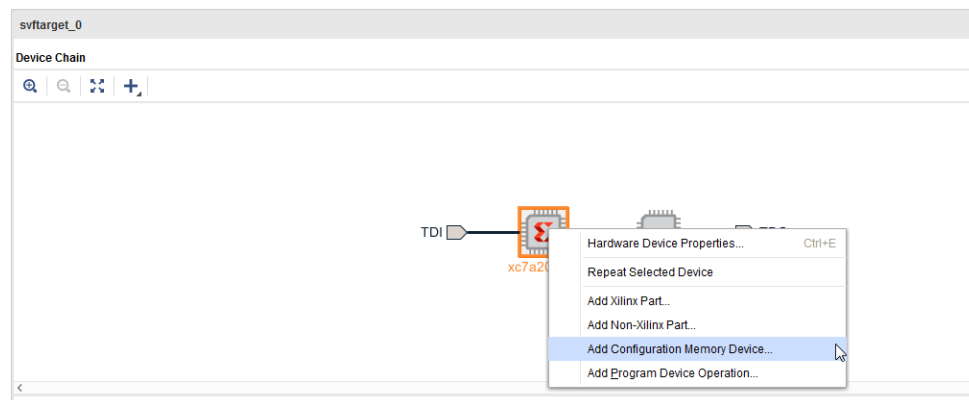 svftarget_0
Device Chain
TDI
xc7a20
Hardware Device Properties... Ctrl+E
Repeat Selected Device
Add Xilinx Part...
Add Non-Xilinx Part...
Add Configuration Memory Device...
Add Program Device Operation...